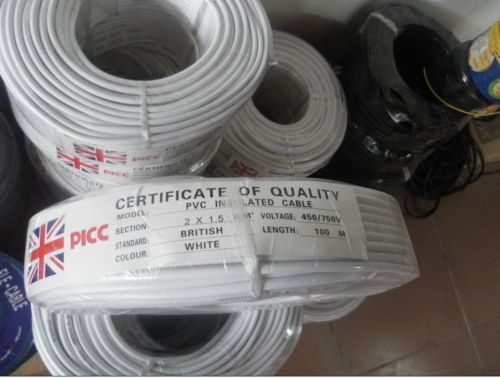 PICC
CERTIFICATE OF QUALITY
MODEL: PVC INSULATED CABLE
SECTION: 2 X 1.5 MM² VOLTAGE: 450/750V
STANDARD: BRITISH LENGTH: 100 M
COLOUR: WHITE
PICC